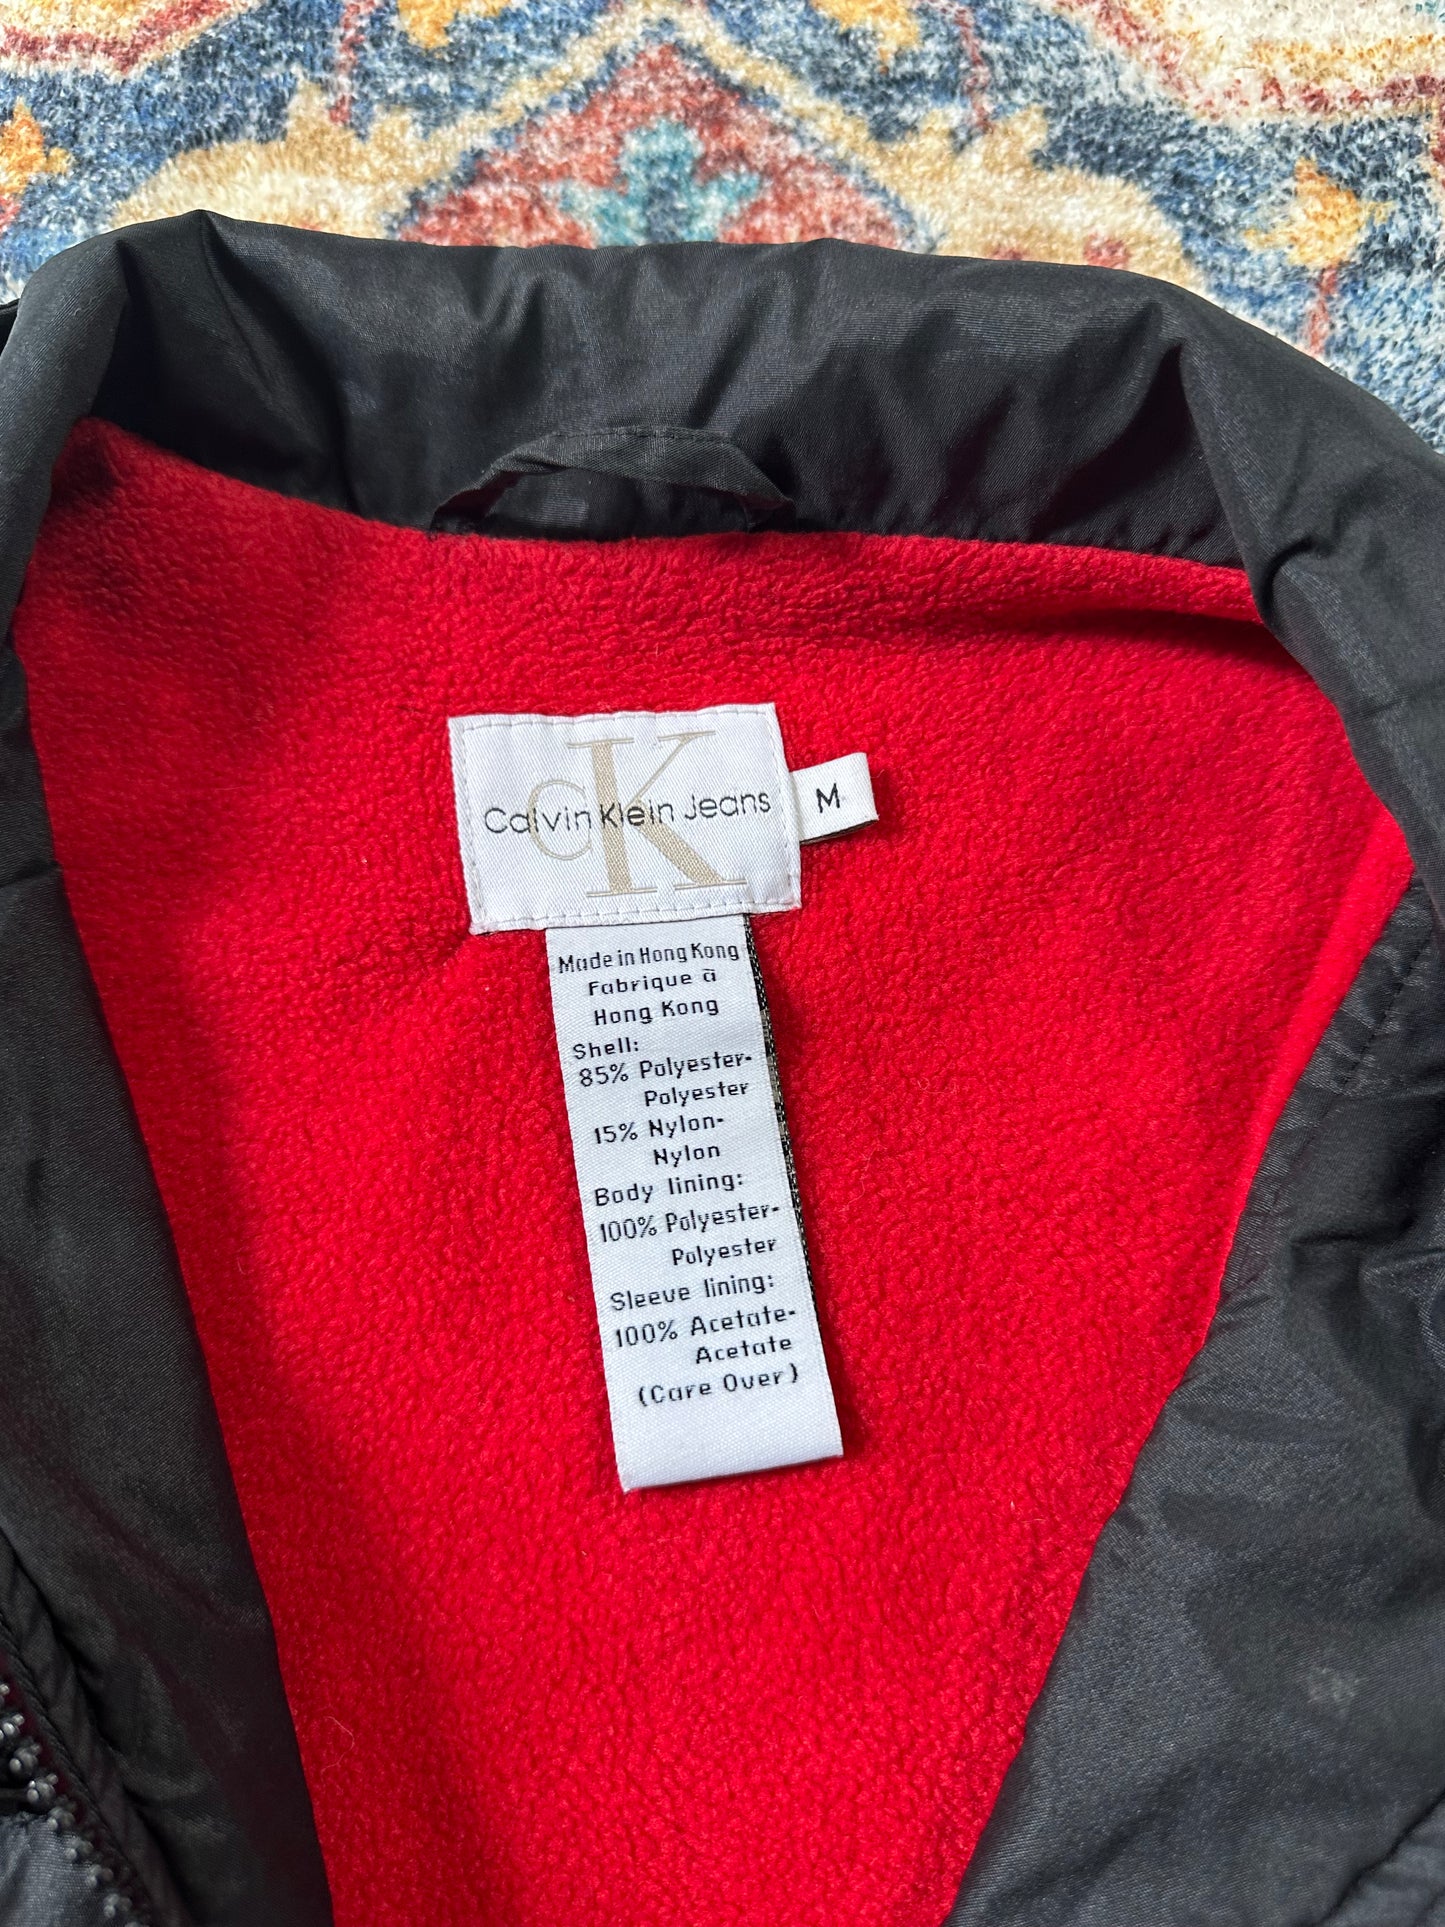 CK
Calvin Klein Jeans
M
Made in Hong Kong
Fabrique à
Hong Kong
Shell:
85% Polyester-
Polyester
15% Nylon-
Nylon
Body lining:
100% Polyester-
Polyester
Sleeve lining:
100% Acetate-
Acetate
(Care Over)